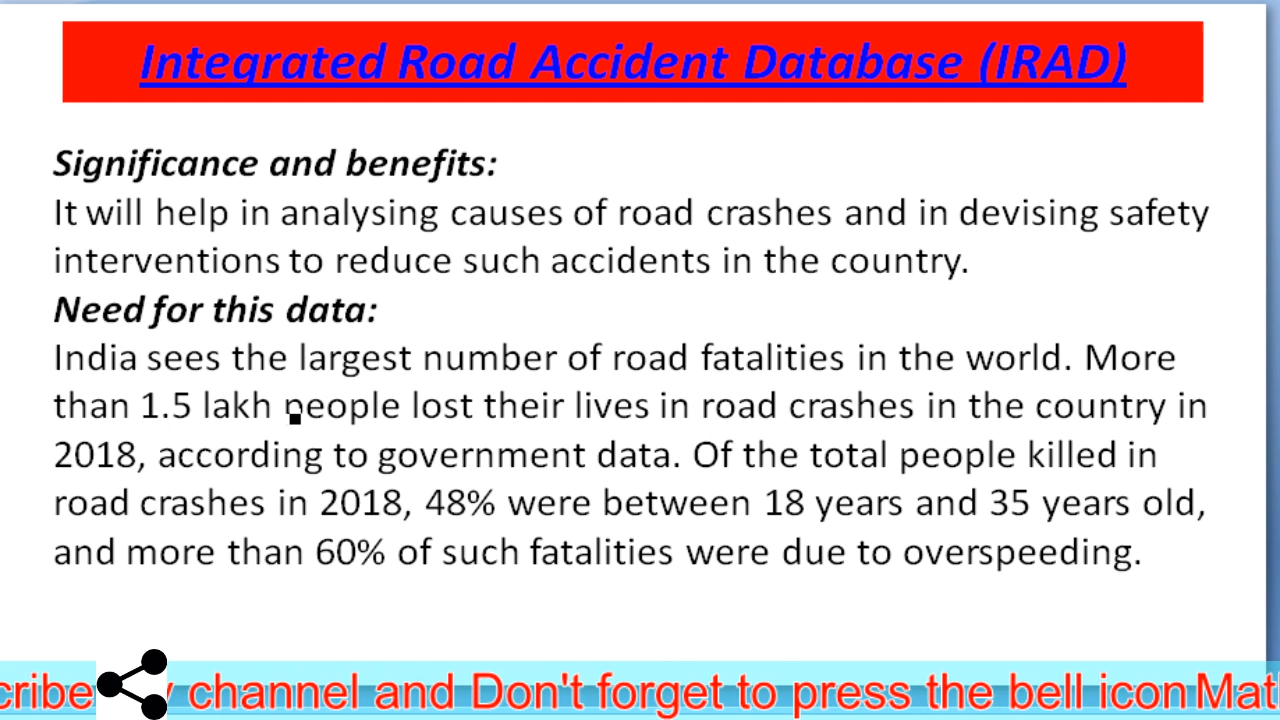 Integrated Road Accident Database (IRAD)
Significance and benefits:
It will help in analysing causes of road crashes and in devising safety
interventions to reduce such accidents in the country.
Need for this data:
India sees the largest number of road fatalities in the world. More
than 1.5 lakh people lost their lives in road crashes in the country in
2018, according to government data. Of the total people killed in
road crashes in 2018, 48% were between 18 years and 35 years old,
and more than 60% of such fatalities were due to overspeeding.
channel and Don't forget to press the bell icon